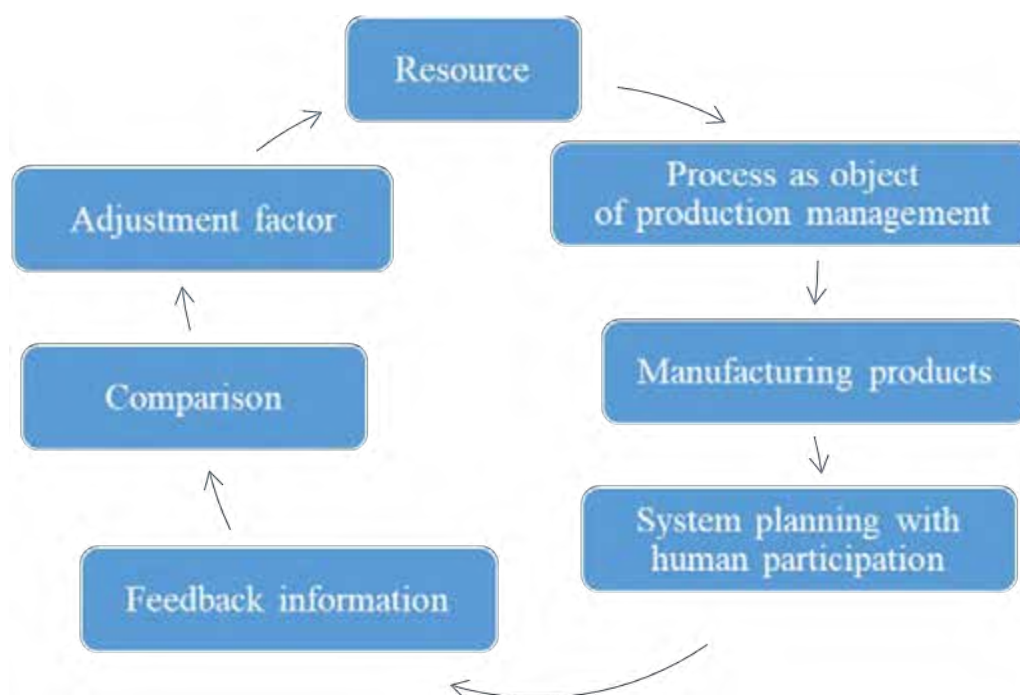 Resource
Process as object
of production management
Manufacturing products
System planning with
human participation
Feedback information
Comparison
Adjustment factor